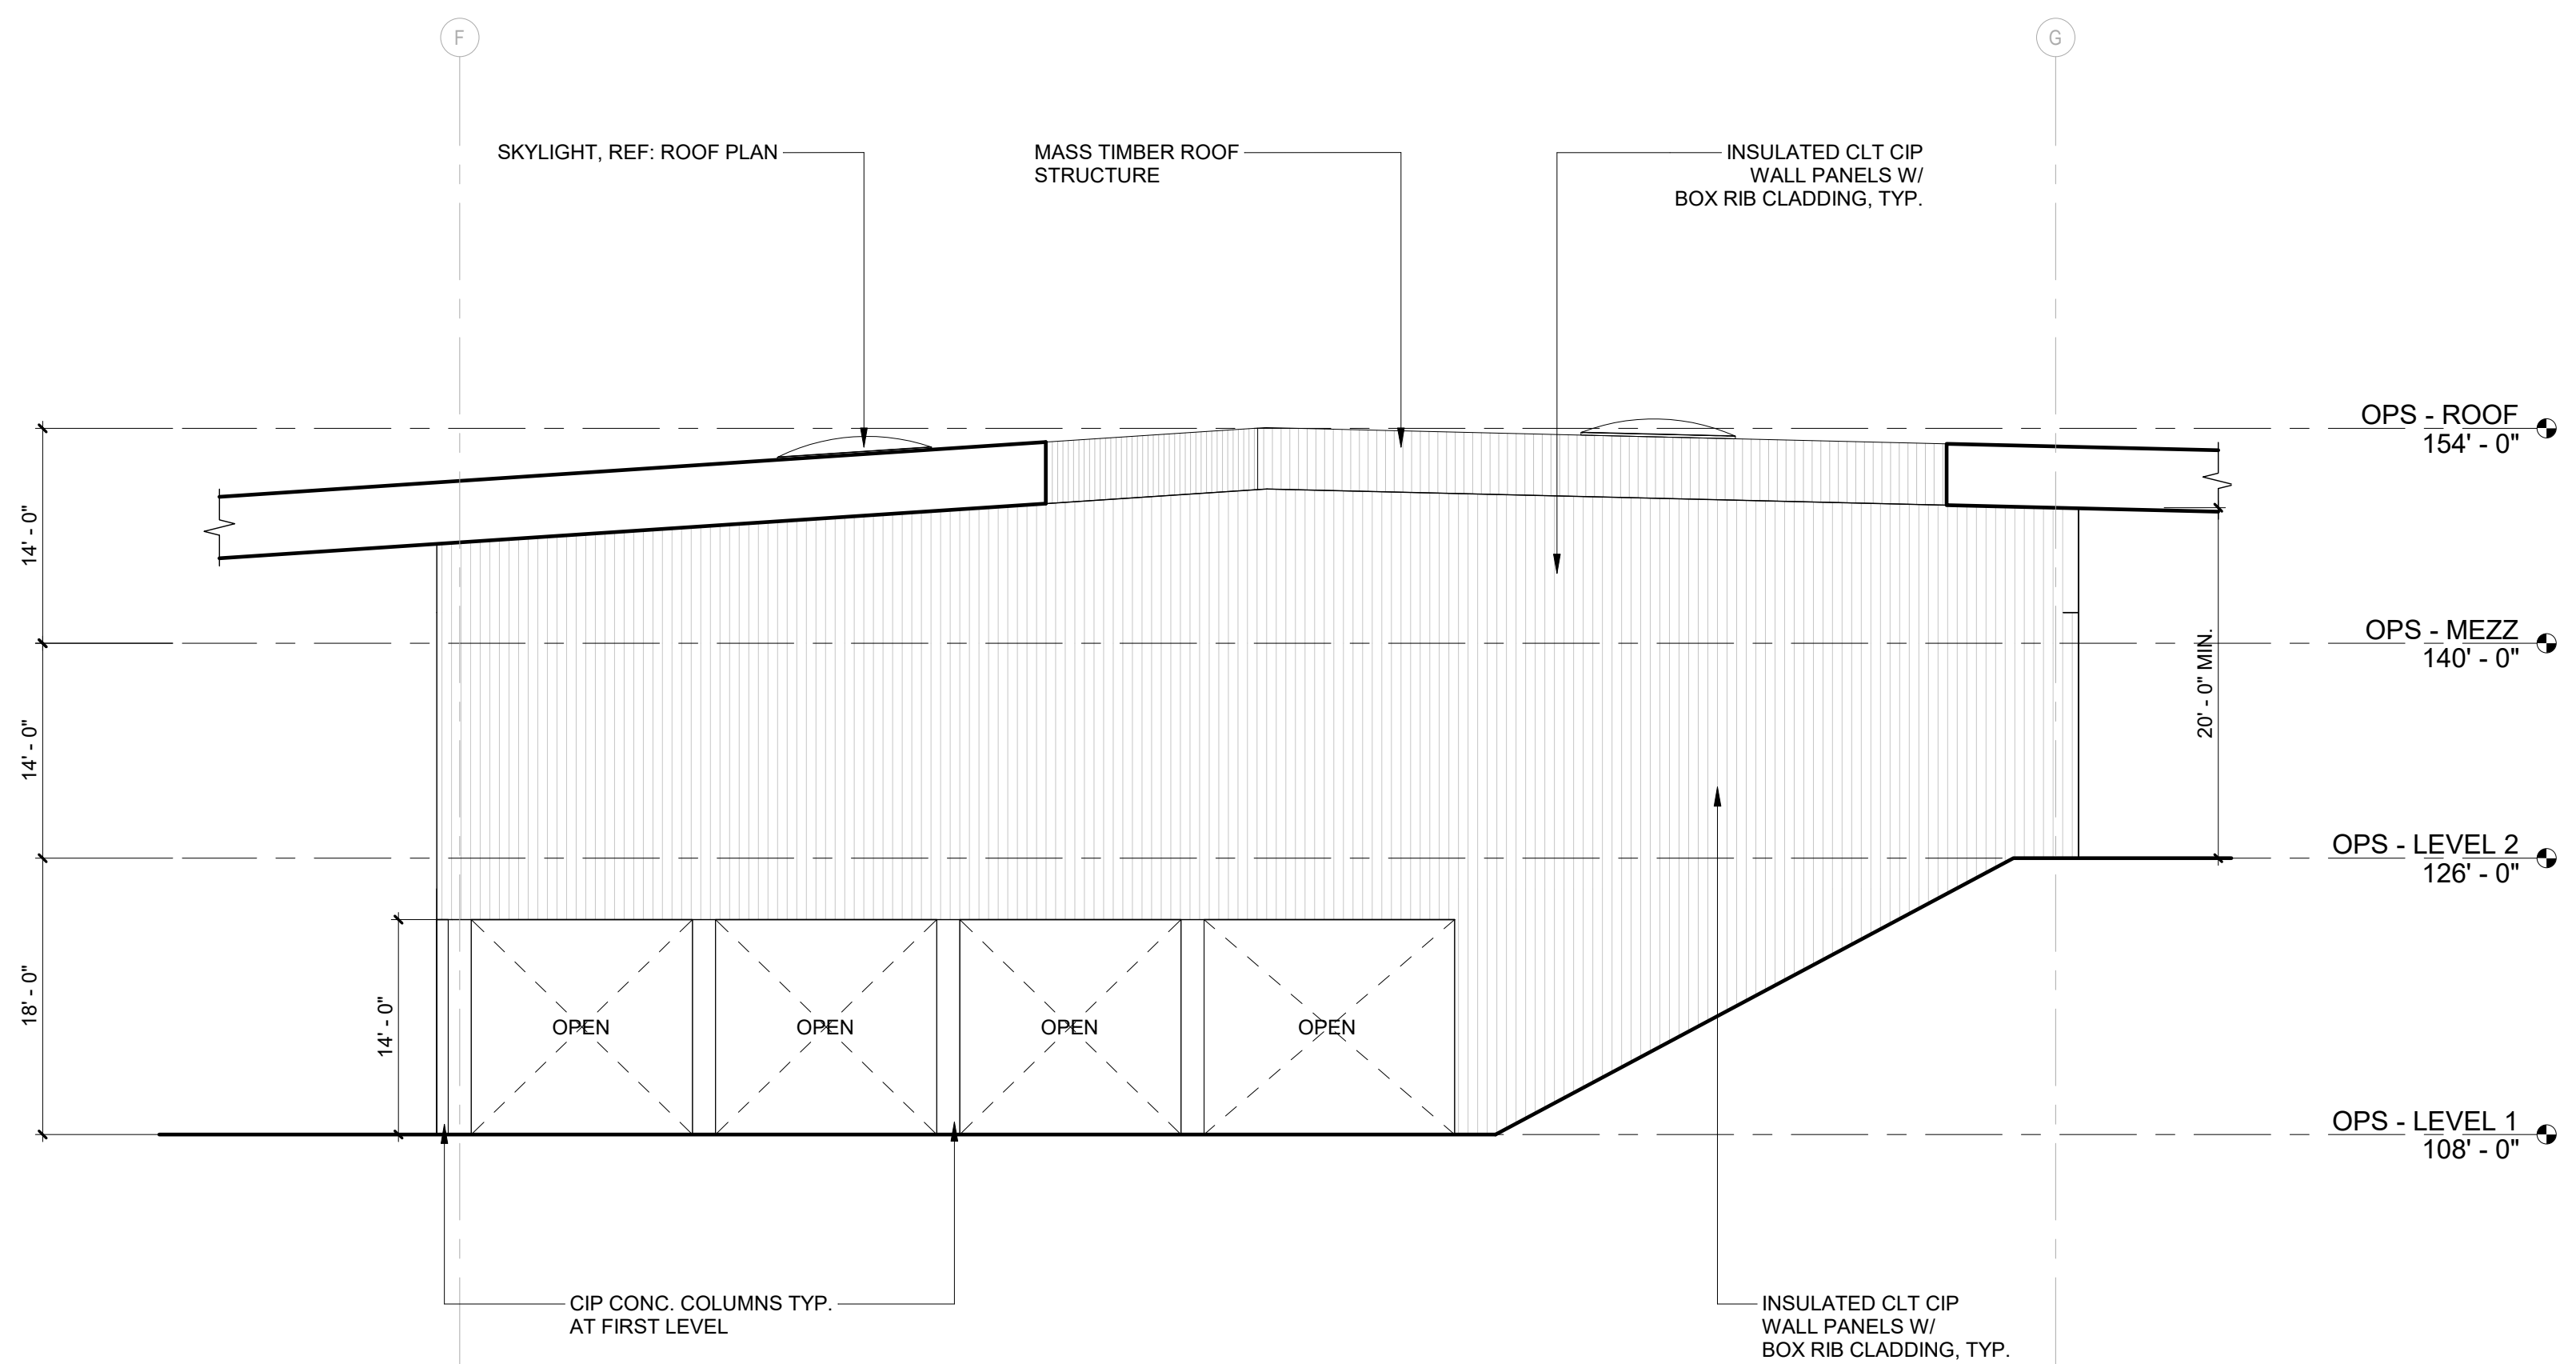 F
G
SKYLIGHT, REF: ROOF PLAN
MASS TIMBER ROOF
STRUCTURE
INSULATED CLT CIP
WALL PANELS W/
BOX RIB CLADDING, TYP.
OPS - ROOF
154' - 0"
14' - 0"
OPS - MEZZ
140' - 0"
20' - 0" MIN.
14' - 0"
OPS - LEVEL 2
126' - 0"
18' - 0"
14' - 0"
OPEN
OPEN
OPEN
OPEN
OPS - LEVEL 1
108' - 0"
CIP CONC. COLUMNS TYP.
AT FIRST LEVEL
INSULATED CLT CIP
WALL PANELS W/
BOX RIB CLADDING, TYP.